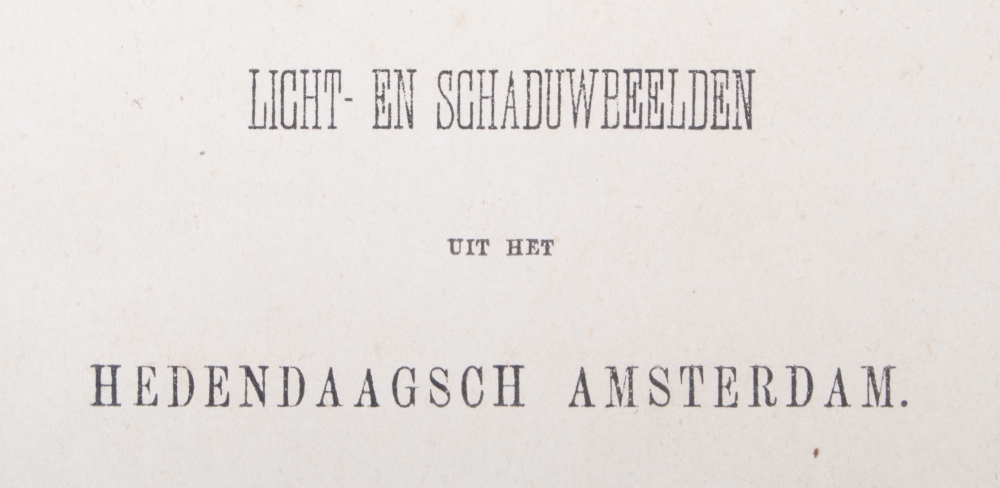 LICHT- EN SCHADUWBEELDEN
UIT HET
HEDENDAAGSCH AMSTERDAM.